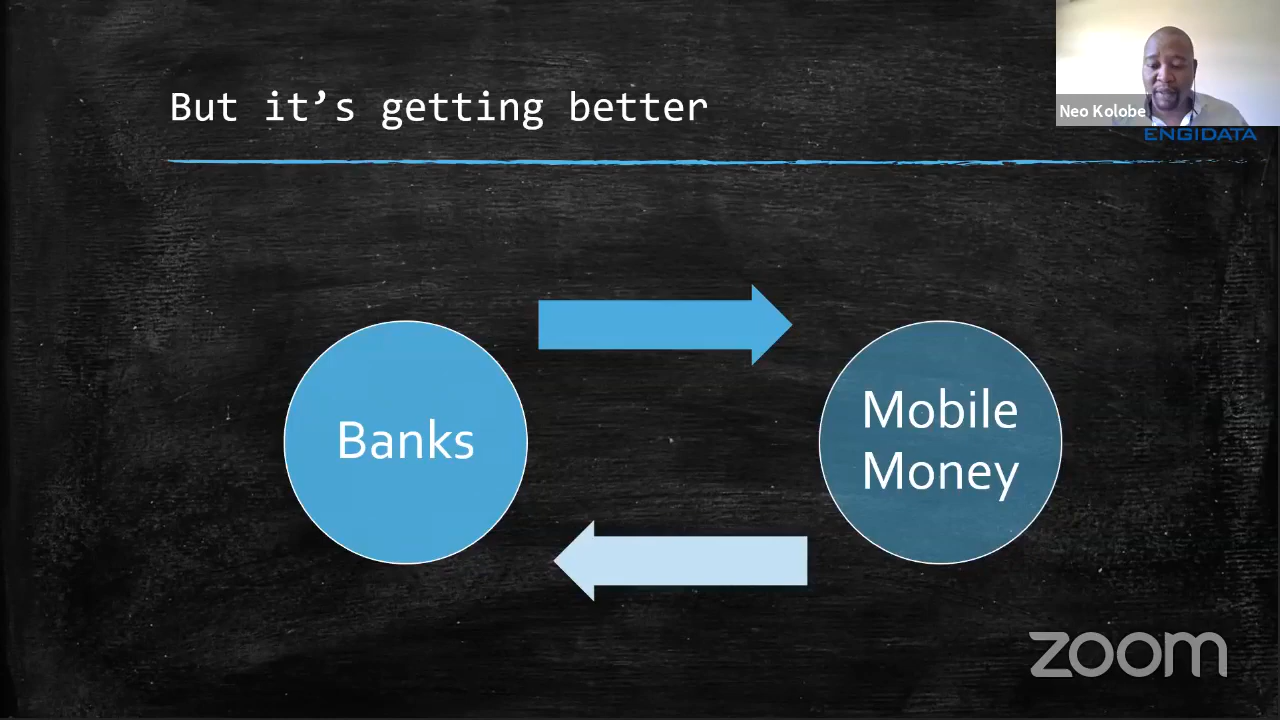 But it’s getting better
Neo Kolobe
ENGIDATA
Banks
Mobile
Money
zoom